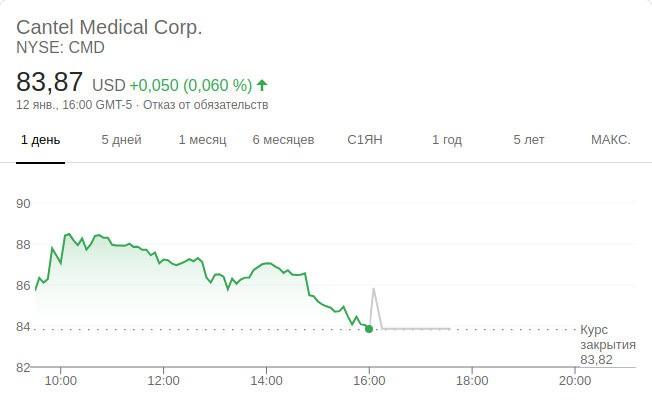 Cantel Medical Corp.
NYSE: CMD
83,87 USD +0,050 (0,060 %)
12 янв., 16:00 GMT-5 · Отказ от обязательств
1 день 5 дней 1 месяц 6 месяцев С1ЯН 1 год 5 лет МАКС.
90
88
86
84
Курс
закрытия
83,82
82
10:00 12:00 14:00 16:00 18:00 20:00